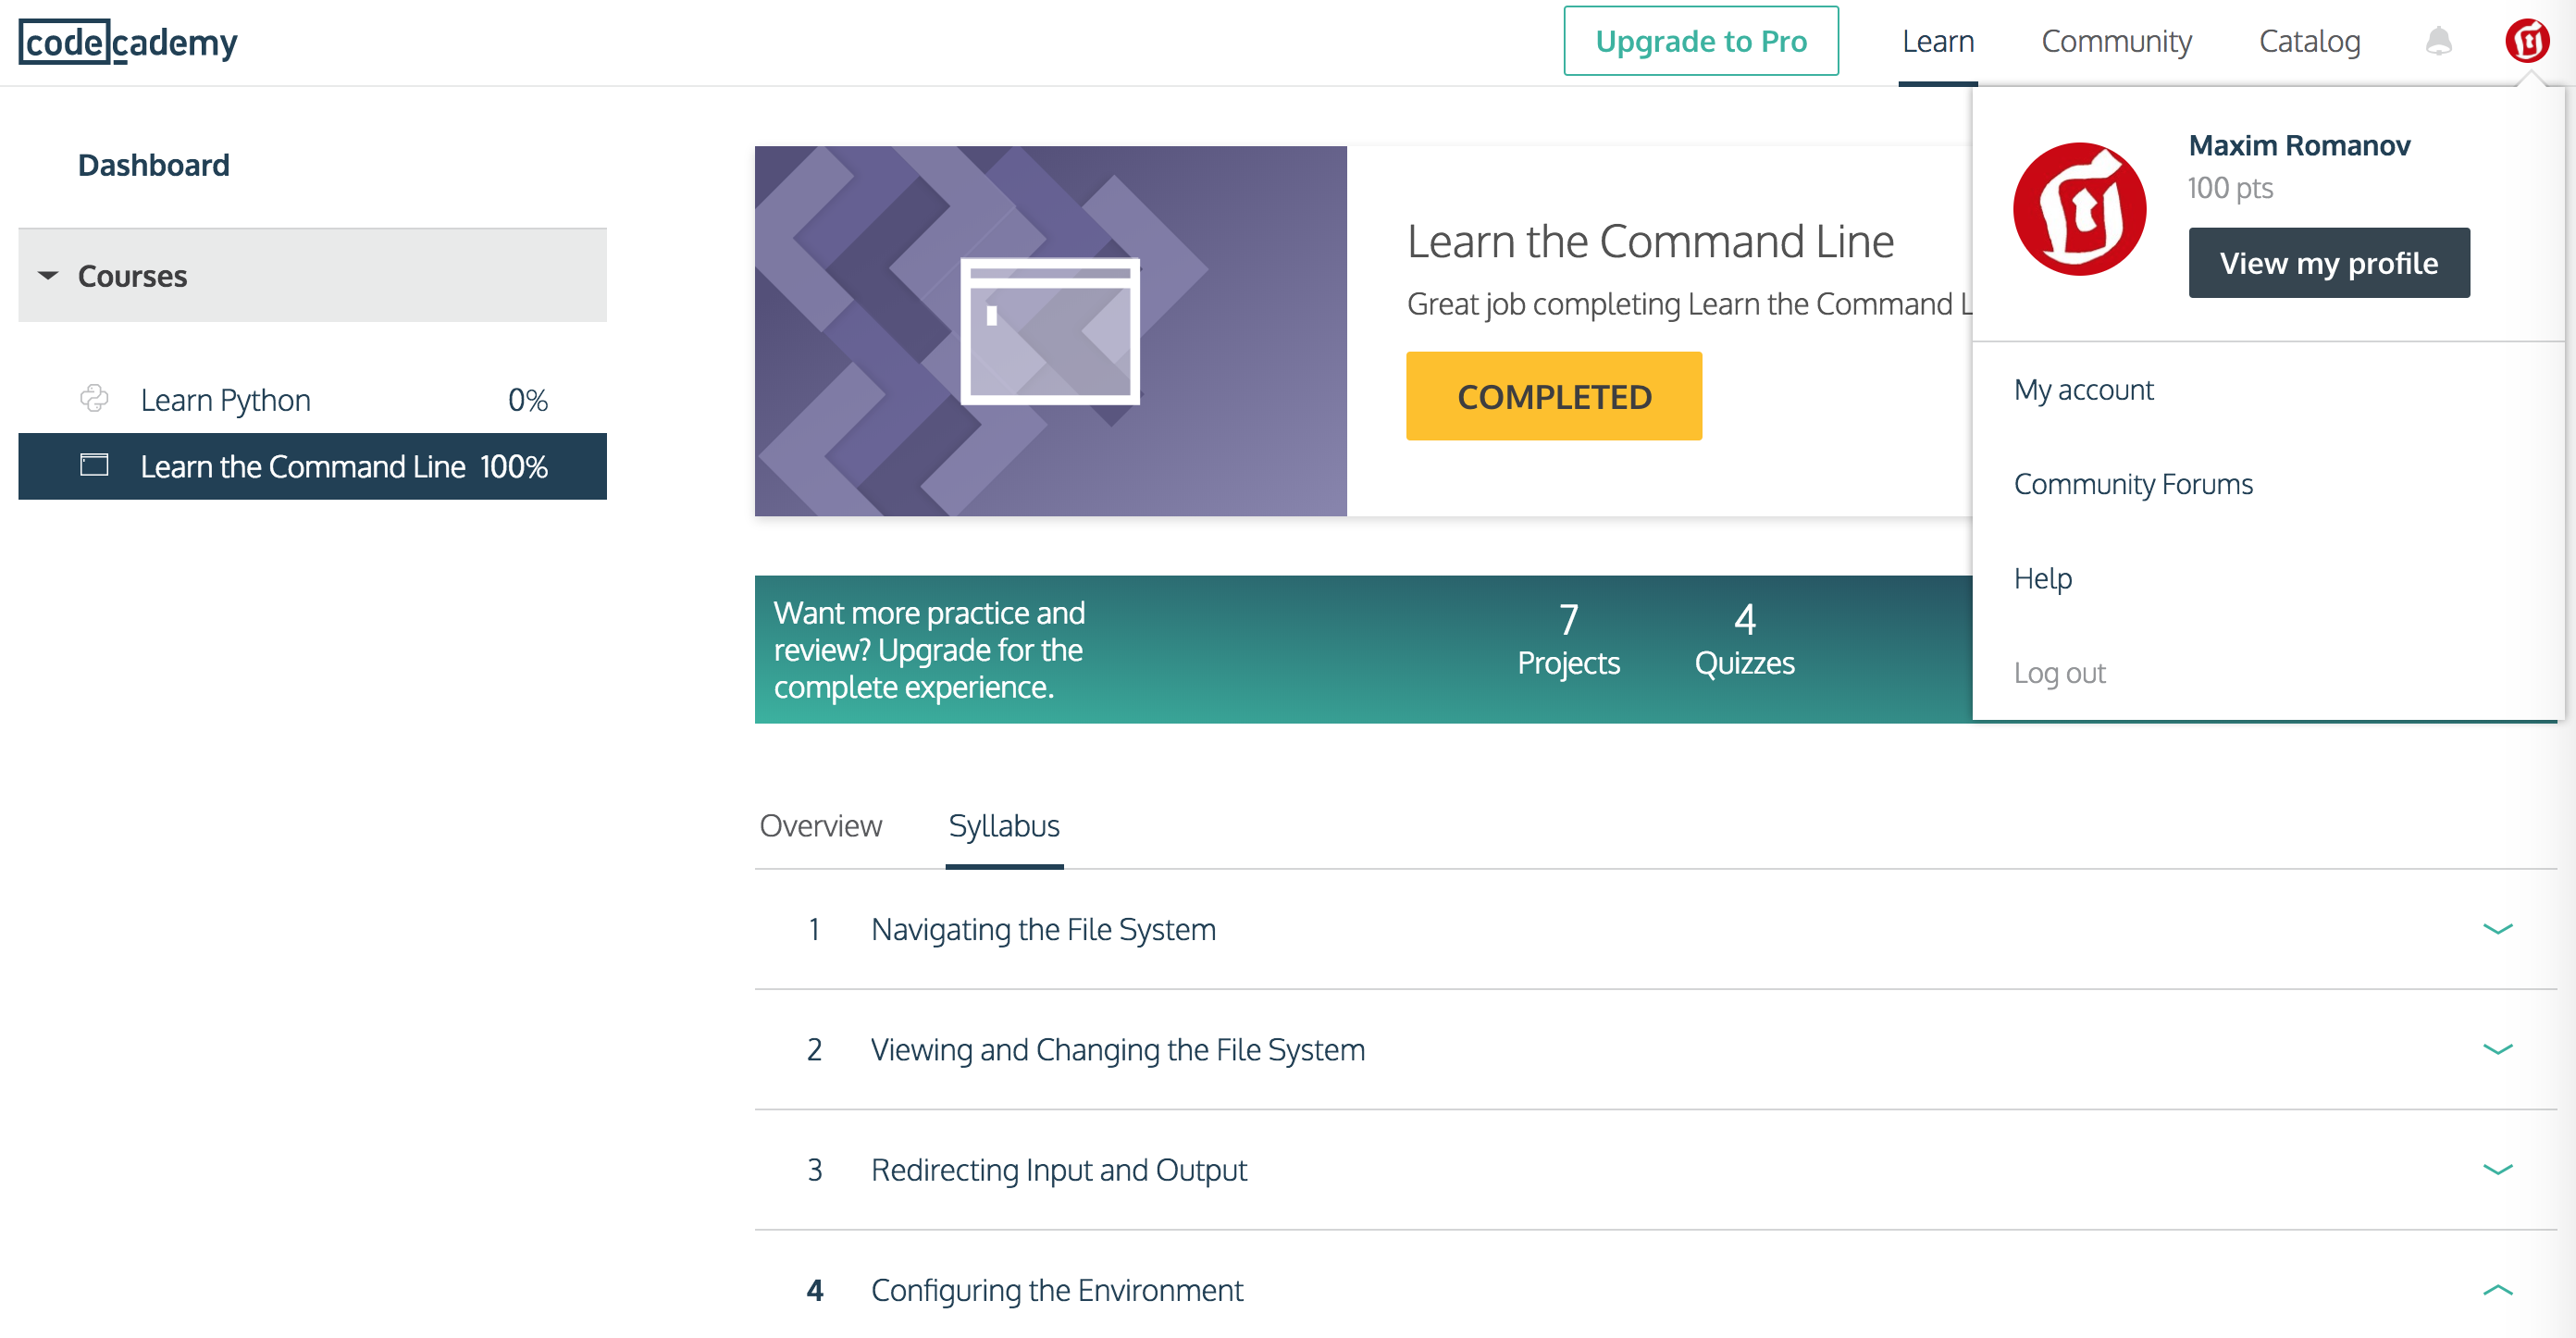 codecademy
Upgrade to Pro
Learn
Community
Catalog
Dashboard
Courses
Learn Python 0%
Learn the Command Line 100%
Learn the Command Line
Great job completing Learn the Command L
COMPLETED
Maxim Romanov
100 pts
View my profile
My account
Community Forums
Help
Log out
Want more practice and
review? Upgrade for the
complete experience.
7
Projects
4
Quizzes
Overview
Syllabus
1 Navigating the File System
2 Viewing and Changing the File System
3 Redirecting Input and Output
4 Configuring the Environment